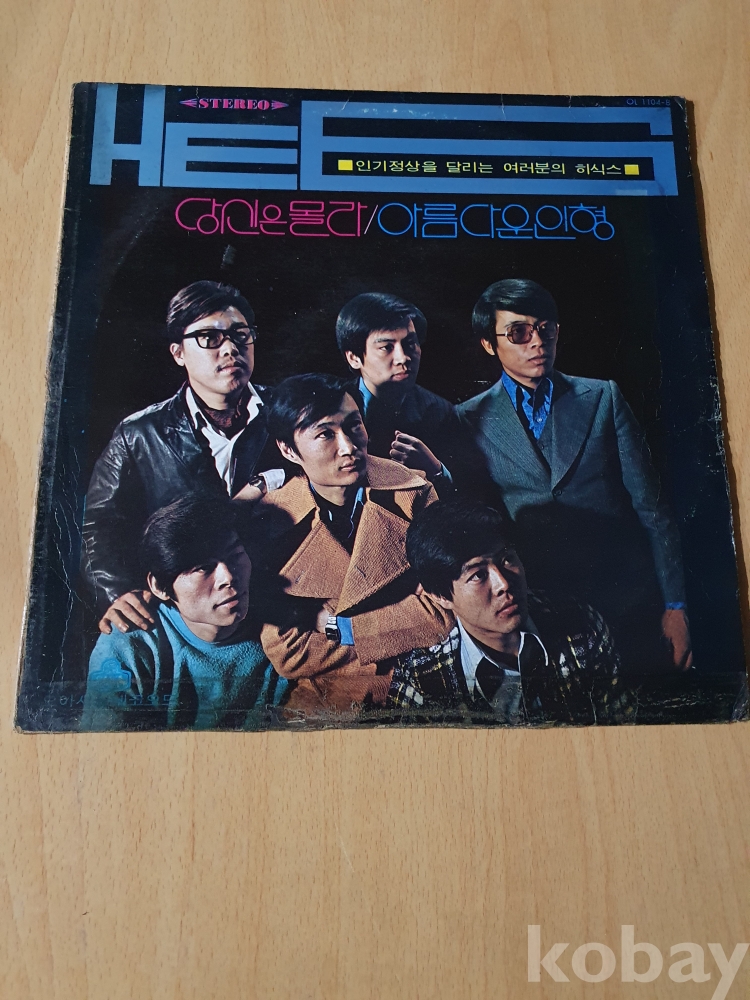 STEREO
OL 1104-8
HE6
■인기정상을 달리는 여러분의 히식스■
당신은몰라/아름다운인형
kobay